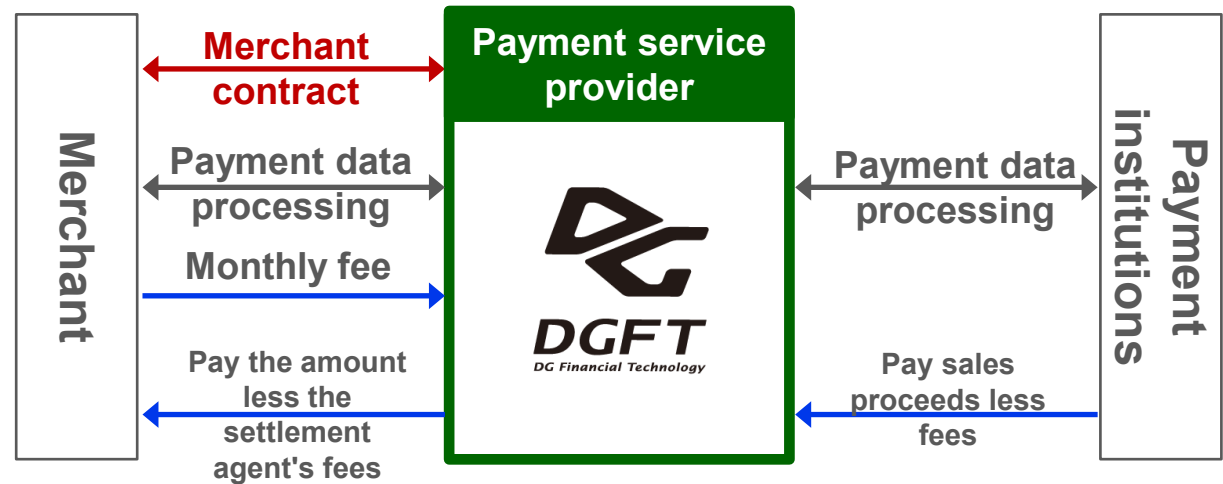 Merchant
Merchant
contract
Payment data
processing
Monthly fee
Pay the amount
less the
settlement
agent's fees
Payment service
provider
DGFT
DG Financial Technology
Payment data
processing
Pay sales
proceeds less
fees
Payment
institutions